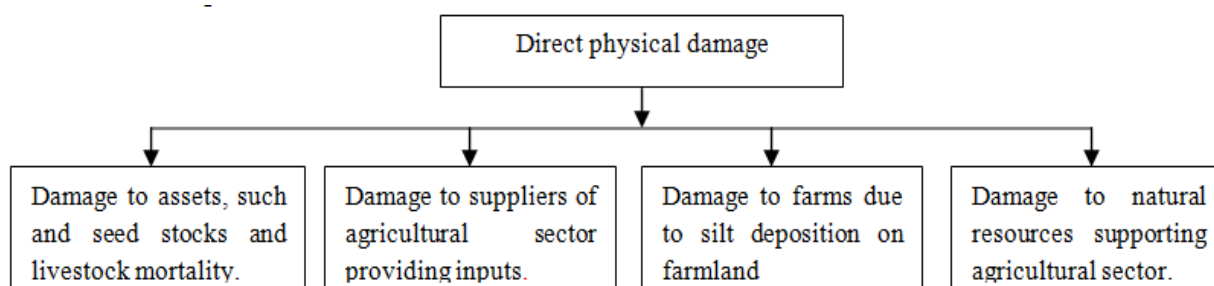 Direct physical damage
Damage to assets, such
and seed stocks and
livestock mortality.
Damage to suppliers of
agricultural sector
providing inputs.
Damage to farms due
to silt deposition on
farmland
Damage to natural
resources supporting
agricultural sector.